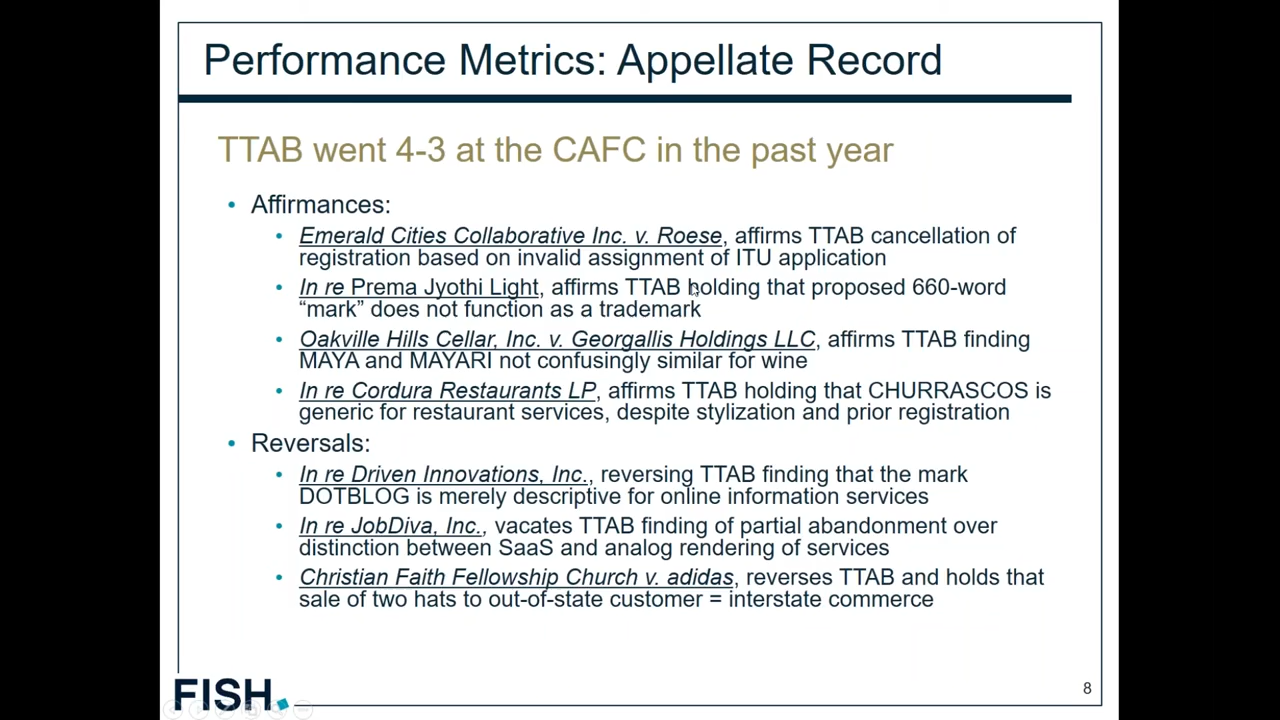 Performance Metrics: Appellate Record
TTAB went 4-3 at the CAFC in the past year
• Affirmances:
• Emerald Cities Collaborative Inc. v. Roese, affirms TTAB cancellation of
registration based on invalid assignment of ITU application
• In re Prema Jyothi Light, affirms TTAB holding that proposed 660-word
“mark” does not function as a trademark
• Oakville Hills Cellar, Inc. v. Georgallis Holdings LLC, affirms TTAB finding
MAYA and MAYARI not confusingly similar for wine
• In re Cordura Restaurants LP, affirms TTAB holding that CHURRASCOS is
generic for restaurant services, despite stylization and prior registration
• Reversals:
• In re Driven Innovations, Inc., reversing TTAB finding that the mark
DOTBLOG is merely descriptive for online information services
• In re JobDiva, Inc., vacates TTAB finding of partial abandonment over
distinction between SaaS and analog rendering of services
• Christian Faith Fellowship Church v. adidas, reverses TTAB and holds that
sale of two hats to out-of-state customer = interstate commerce
FISH.
8